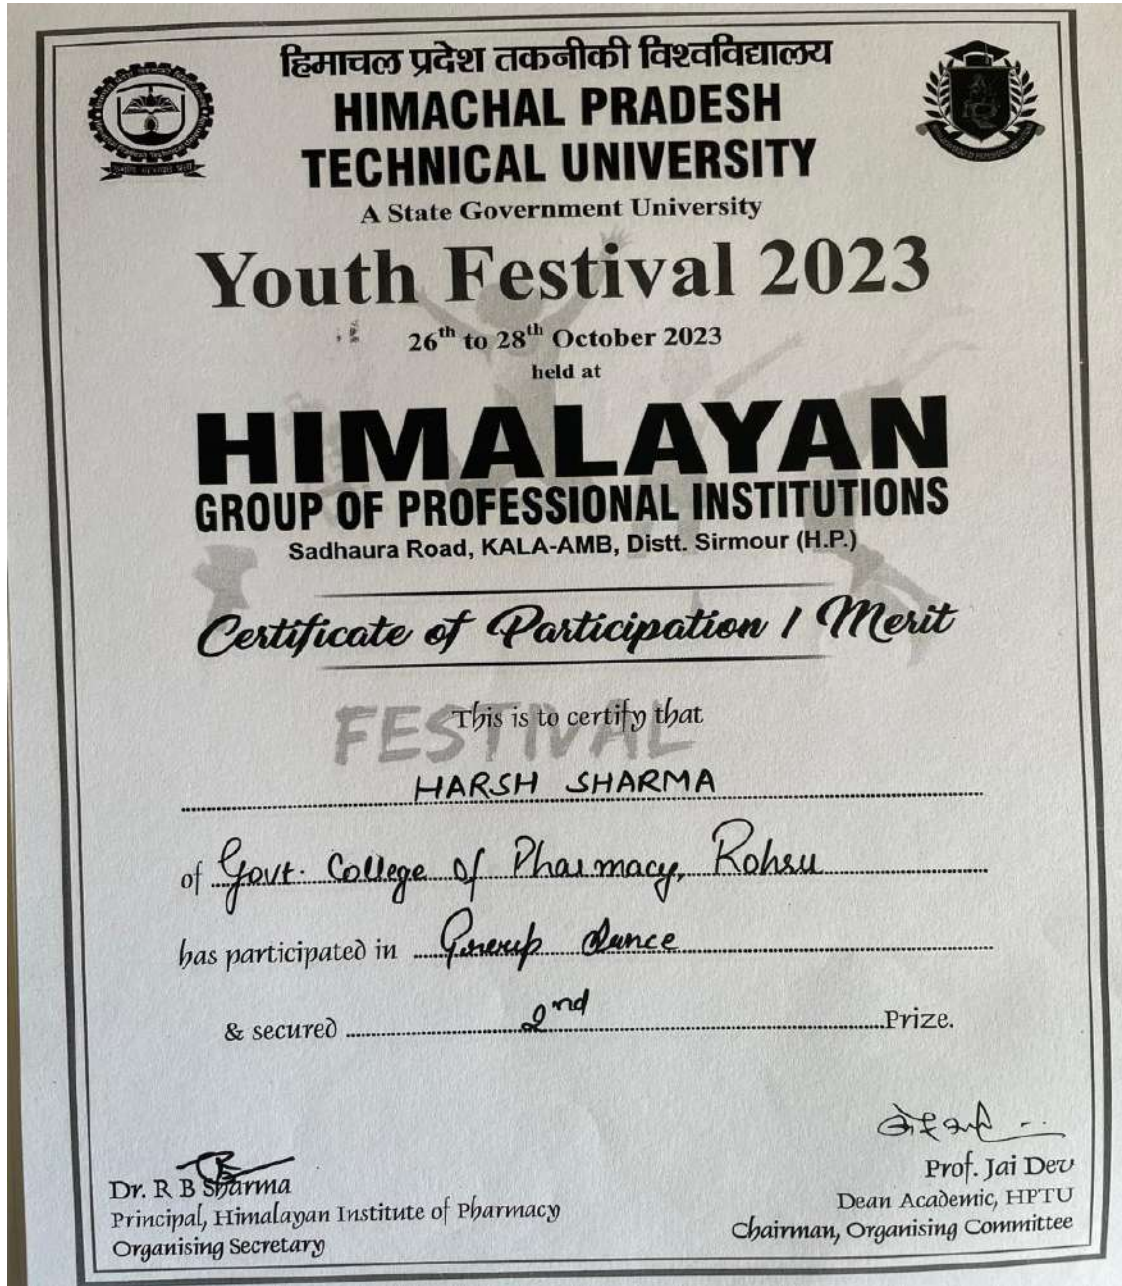 हिमाचल प्रदेश तकनीकी विश्वविद्यालय
HIMACHAL PRADESH
TECHNICAL UNIVERSITY
A State Government University
Youth Festival 2023
26th to 28th October 2023
held at
HIMALAYAN
GROUP OF PROFESSIONAL INSTITUTIONS
Sadhaura Road, KALA-AMB, Distt. Sirmour (H.P.)
Certificate of Participation / Merit
FESTIVAL
This is to certify that
HARSH SHARMA
of Govt. College of Pharmacy, Rohru
has participated in Group Dance
& secured 2nd Prize.
Dr. R B Sharma
Principal, Himalayan Institute of Pharmacy
Organising Secretary
Prof. Jai Dev
Dean Academic, HPTU
Chairman, Organising Committee